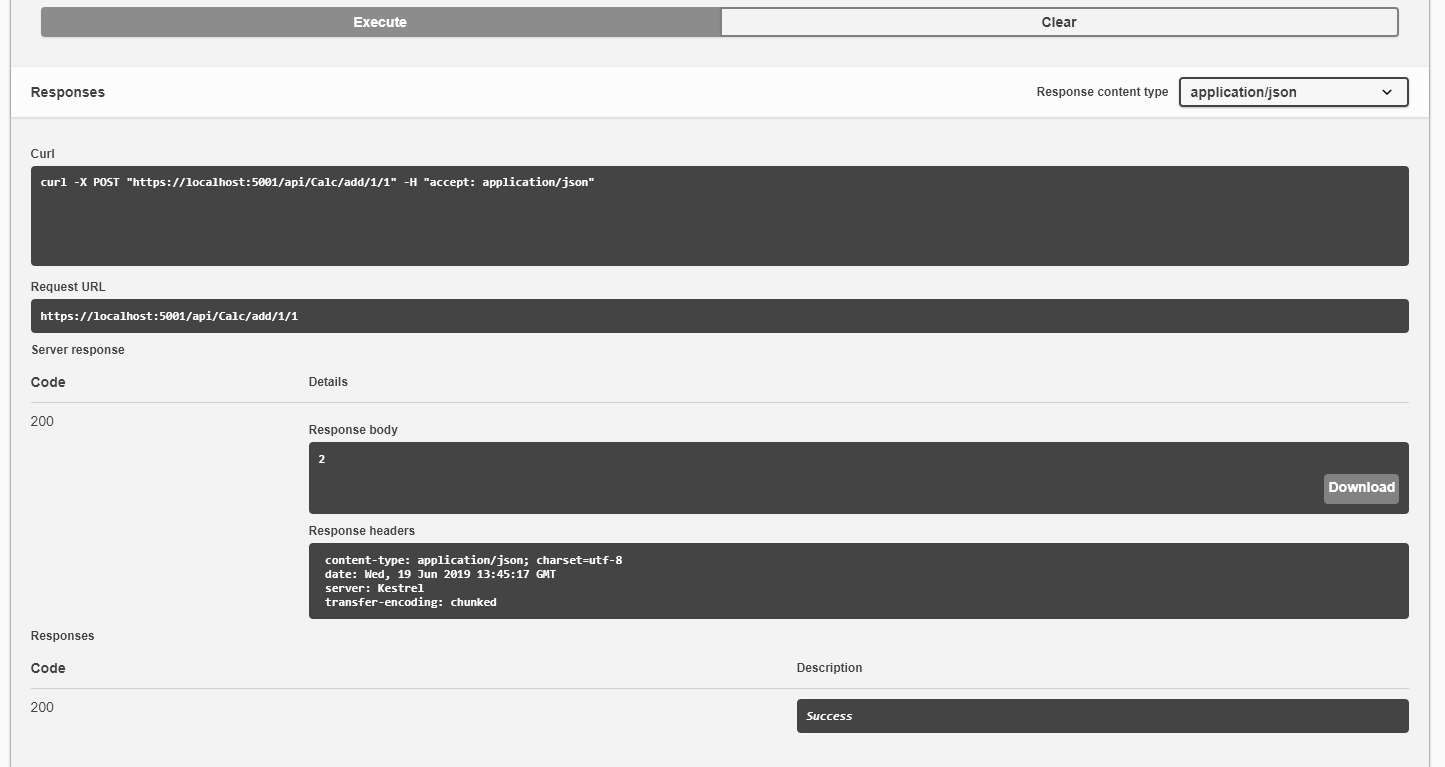 Execute Clear
Responses Response content type application/json
Curl
curl -X POST "https://localhost:5001/api/Calc/add/1/1" -H "accept: application/json"
Request URL
https://localhost:5001/api/Calc/add/1/1
Server response
Code Details
200
Response body
2
Download
Response headers
content-type: application/json; charset=utf-8
date: Wed, 19 Jun 2019 13:45:17 GMT
server: Kestrel
transfer-encoding: chunked
Responses
Code Description
200 Success